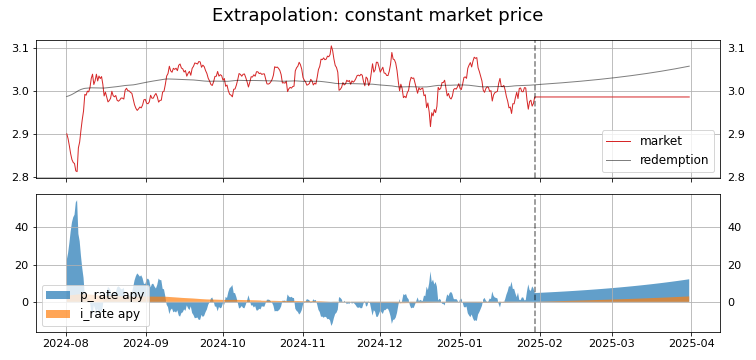 Extrapolation: constant market price
3.1 3.1
3.0 3.0
2.9 2.9
market
redemption
2.8 2.8
40 40
20 20
p_rate apy
0 0
i_rate apy
2024-08 2024-09 2024-10 2024-11 2024-12 2025-01 2025-02 2025-03 2025-04